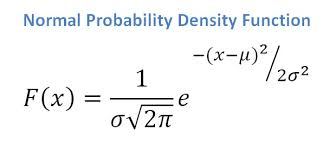 Normal Probability Density Function
F(x) = 1/σ√2π e^−(x−μ)²/2σ²